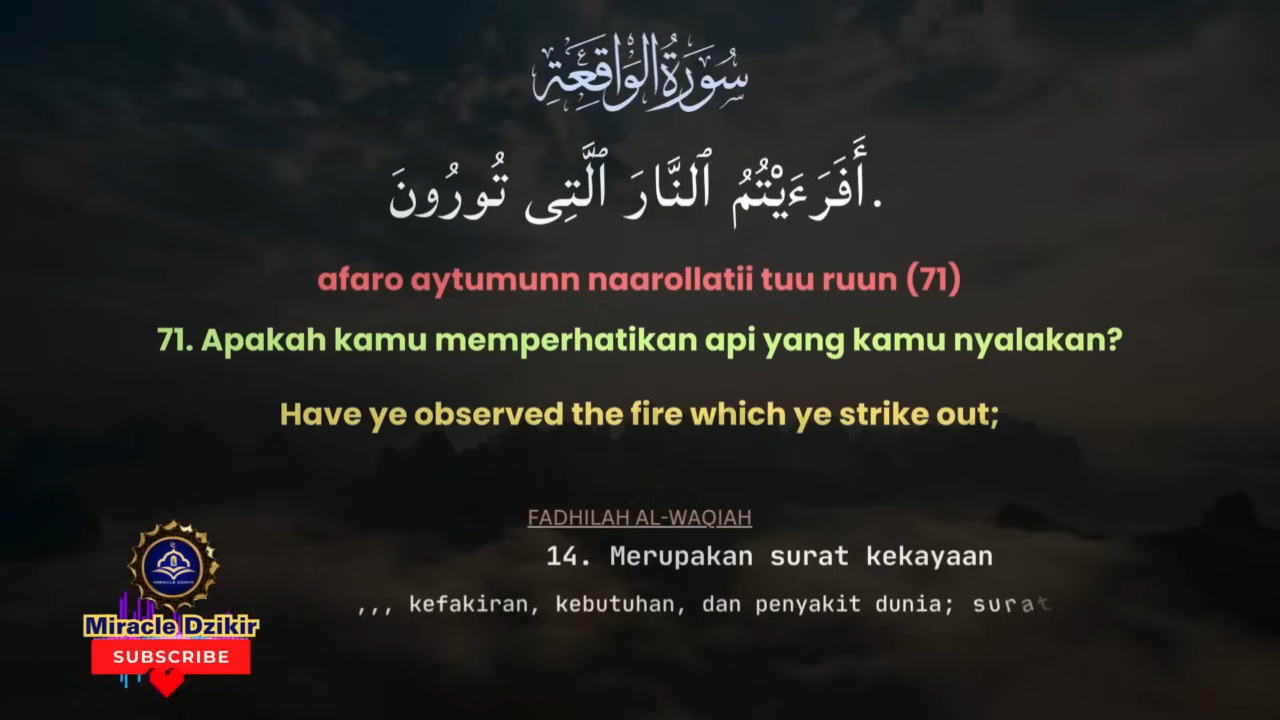 سُورَةُ الوَاقِعَةِ
أَفَرَءَيْتُمُ ٱلنَّارَ ٱلَّتِى تُورُونَ.
afaro aytumunn naarollatii tuu ruun (71)
71. Apakah kamu memperhatikan api yang kamu nyalakan?
Have ye observed the fire which ye strike out;
FADHILAH AL-WAQIAH
14. Merupakan surat kekayaan
,,, kefakiran, kebutuhan, dan penyakit dunia; surat
MIRACLE DZIKIR
Miracle Dzikir
SUBSCRIBE